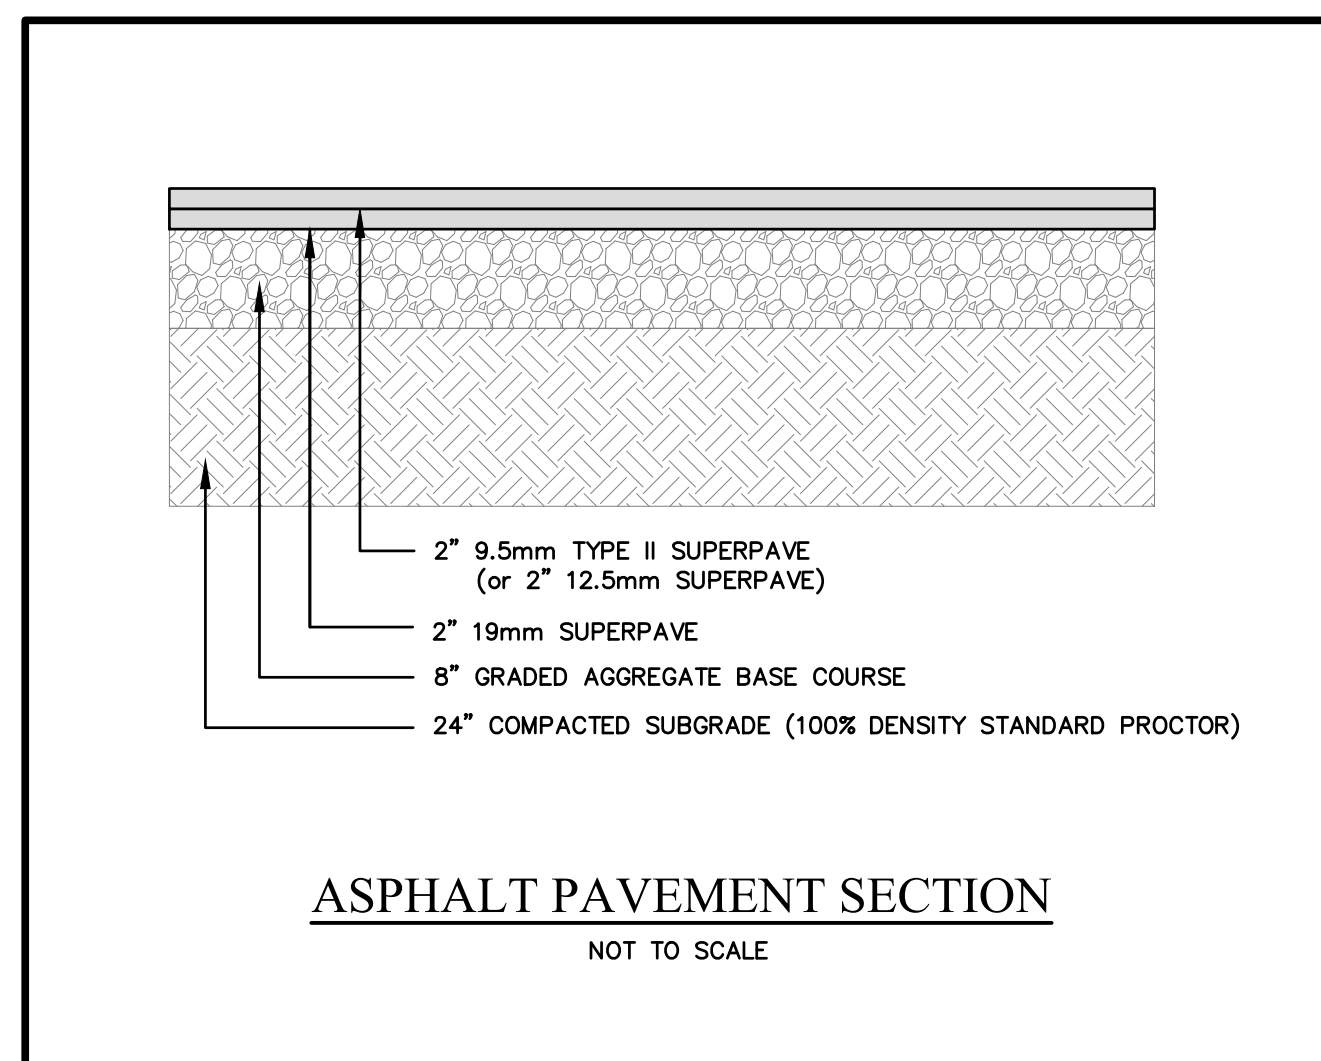 2” 9.5mm TYPE II SUPERPAVE
(or 2” 12.5mm SUPERPAVE)
2” 19mm SUPERPAVE
8” GRADED AGGREGATE BASE COURSE
24” COMPACTED SUBGRADE (100% DENSITY STANDARD PROCTOR)
ASPHALT PAVEMENT SECTION
NOT TO SCALE